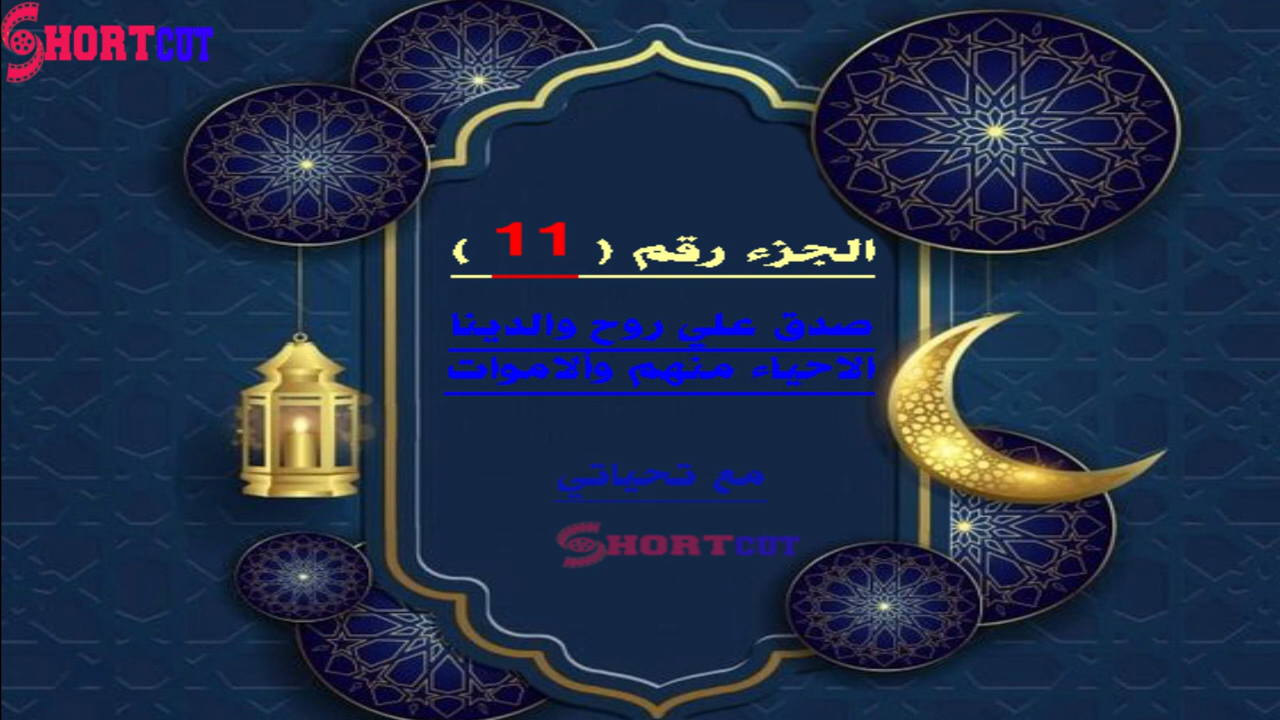 SHORTCUT
الجزء رقم ( 11 )
صدق علي روح والدينا
الاحياء منهم والاموات
مع تحياتي
SHORTCUT